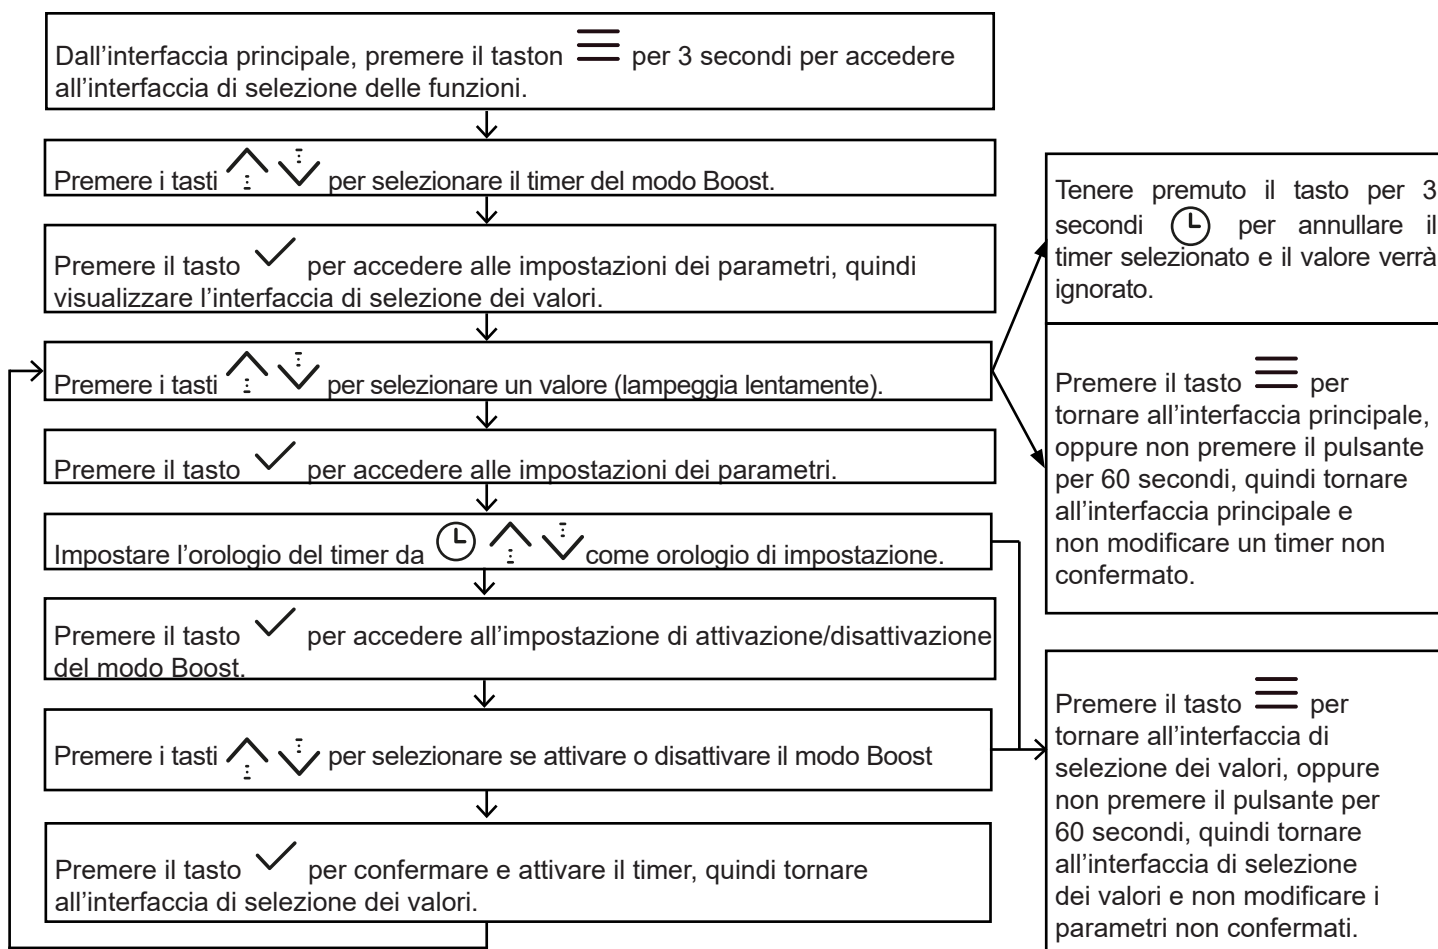 Dall’interfaccia principale, premere il taston per 3 secondi per accedere
all’interfaccia di selezione delle funzioni.
Premere i tasti per selezionare il timer del modo Boost.
Premere il tasto per accedere alle impostazioni dei parametri, quindi
visualizzare l’interfaccia di selezione dei valori.
Premere i tasti per selezionare un valore (lampeggia lentamente).
Premere il tasto per accedere alle impostazioni dei parametri.
Impostare l’orologio del timer da come orologio di impostazione.
Premere il tasto per accedere all’impostazione di attivazione/disattivazione
del modo Boost.
Premere i tasti per selezionare se attivare o disattivare il modo Boost
Premere il tasto per confermare e attivare il timer, quindi tornare
all’interfaccia di selezione dei valori.
Tenere premuto il tasto per 3
secondi per annullare il
timer selezionato e il valore verrà
ignorato.
Premere il tasto per
tornare all’interfaccia principale,
oppure non premere il pulsante
per 60 secondi, quindi tornare
all’interfaccia principale e
non modificare un timer non
confermato.
Premere il tasto per
tornare all’interfaccia di
selezione dei valori, oppure
non premere il pulsante per
60 secondi, quindi tornare
all’interfaccia di selezione
dei valori e non modificare i
parametri non confermati.